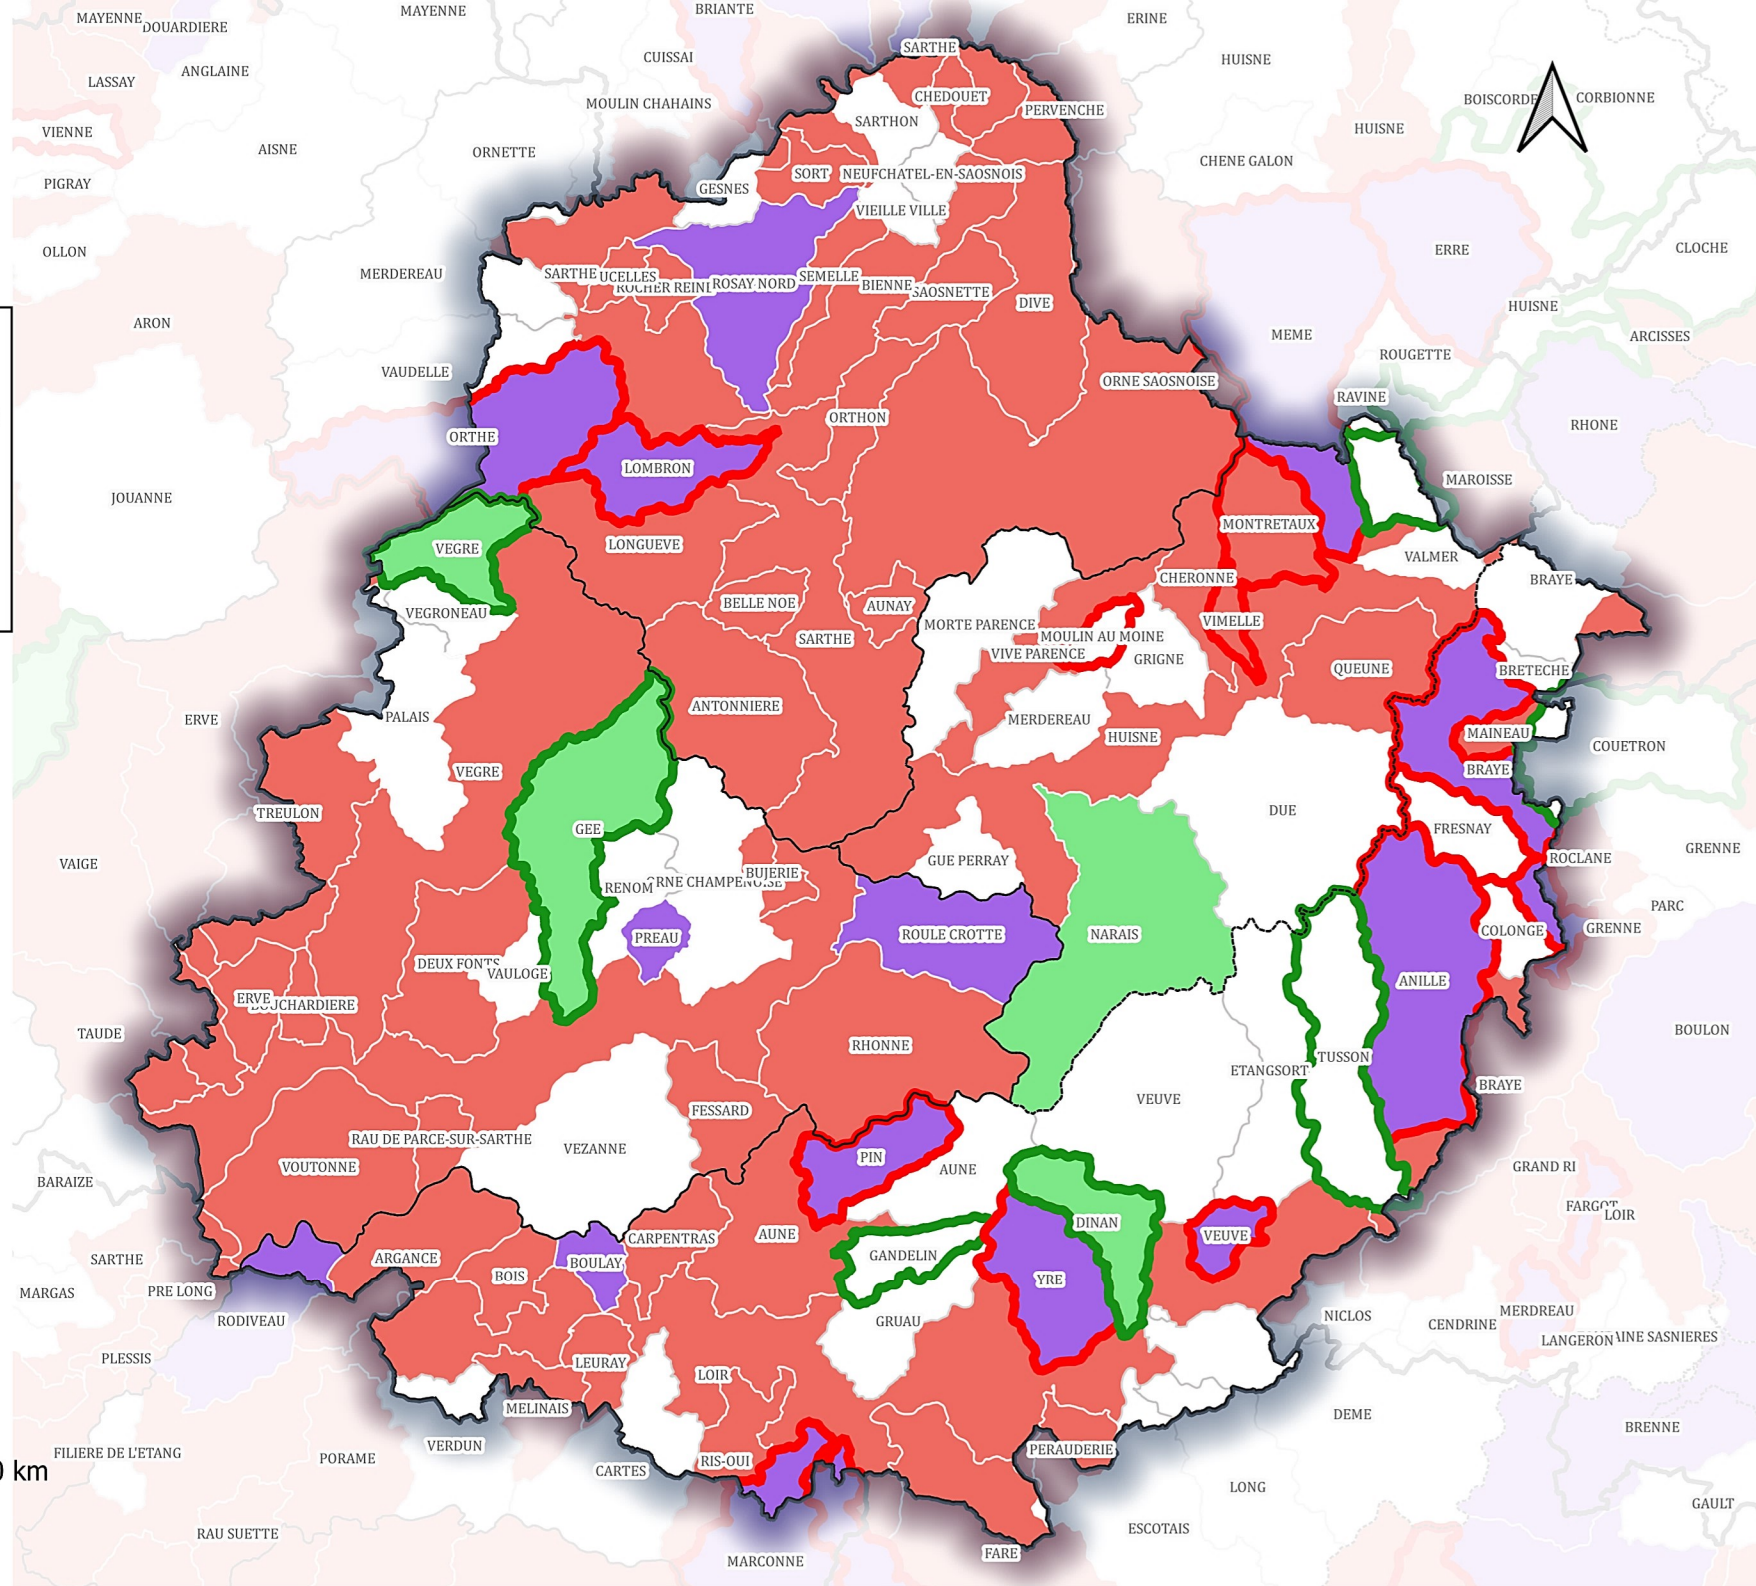 MAYENNE
BRIANTE
MAYENNE
DOUARDIERE
ERINE
SARTHE
CUISSAI
HUISNE
ANGLAINE
LASSAY
CHEDOUET
BOISCORDE
CORBIONNE
MOULIN CHAHAINS
PERVENCHE
SARTHON
HUISNE
VIENNE
AISNE
ORNETTE
CHENE GALON
SORT
NEUFCHATEL-EN-SAOSNOIS
PIGRAY
GESNES
VIEILLE VILLE
OLLON
ERRE
CLOCHE
MERDEREAU
SARTHE
UCELLES
ROCHER REIN
ROSAY NORD
SEMELLE
BIENNE
SAOSNETTE
DIVE
HUISNE
ARON
MEME
ARCISSES
ROUGETTE
VAUDELLE
ORNE SAOSNOISE
RAVINE
ORTHON
RHONE
ORTHE
LOMBRON
MAROISSE
JOUANNE
MONTRETAUX
LONGUEVE
VEGRE
VALMER
CHERONNE
BRAYE
BELLE NOE
AUNAY
VEGRONEAU
VIMELLE
MORTE PARENCE
SARTHE
MOULIN AU MOINE
VIVE PARENCE
GRIGNE
QUEUNE
BRETECHE
ANTONNIERE
PALAIS
ERVE
MERDEREAU
HUISNE
MAINEAU
COUETRON
VEGRE
BRAYE
TREULON
DUE
GEE
FRESNAY
GRENNE
VAIGE
GUE PERRAY
ROCLANE
BUJERIE
RENOM
ORNE CHAMPENOISE
PARC
PREAU
ROULE CROTTE
NARAIS
COLONGE
GRENNE
DEUX FONTS
VAULOGE
ANILLE
ERVE
BOUCHARDIERE
TAUDE
BOULON
RHONNE
TUSSON
ETANGSORT
BRAYE
VEUVE
FESSARD
RAU DE PARCE-SUR-SARTHE
VEZANNE
PIN
VOUTONNE
AUNE
GRAND RI
BARAIZE
FARGOT
LOIR
DINAN
AUNE
VEUVE
CARPENTRAS
GANDELIN
SARTHE
ARGANCE
BOULAY
BOIS
YRE
PRE LONG
MARGAS
RODIVEAU
GRUAU
NICLOS
MERDREAU
CENDRINE
LANGERON
AINE SASNIERES
PLESSIS
LEURAY
LOIR
MELINAIS
DEME
BRENNE
VERDUN
PERAUDERIE
FILIERE DE L'ETANG
PORAME
RIS-OUI
CARTES
0 km
LONG
GAULT
RAU SUETTE
ESCOTAIS
FARE
MARCONNE